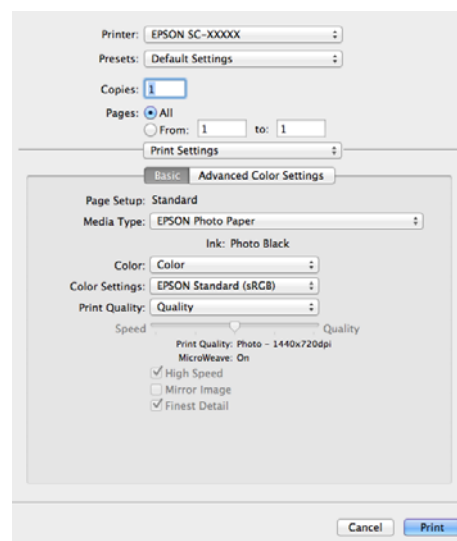 Printer: EPSON SC-XXXXX
Presets: Default Settings
Copies: 1
Pages: All
From: 1 to: 1
Print Settings
Basic Advanced Color Settings
Page Setup: Standard
Media Type: EPSON Photo Paper
Ink: Photo Black
Color: Color
Color Settings: EPSON Standard (sRGB)
Print Quality: Quality
Speed Quality
Print Quality: Photo - 1440x720dpi
MicroWeave: On
High Speed
Mirror Image
Finest Detail
Cancel Print